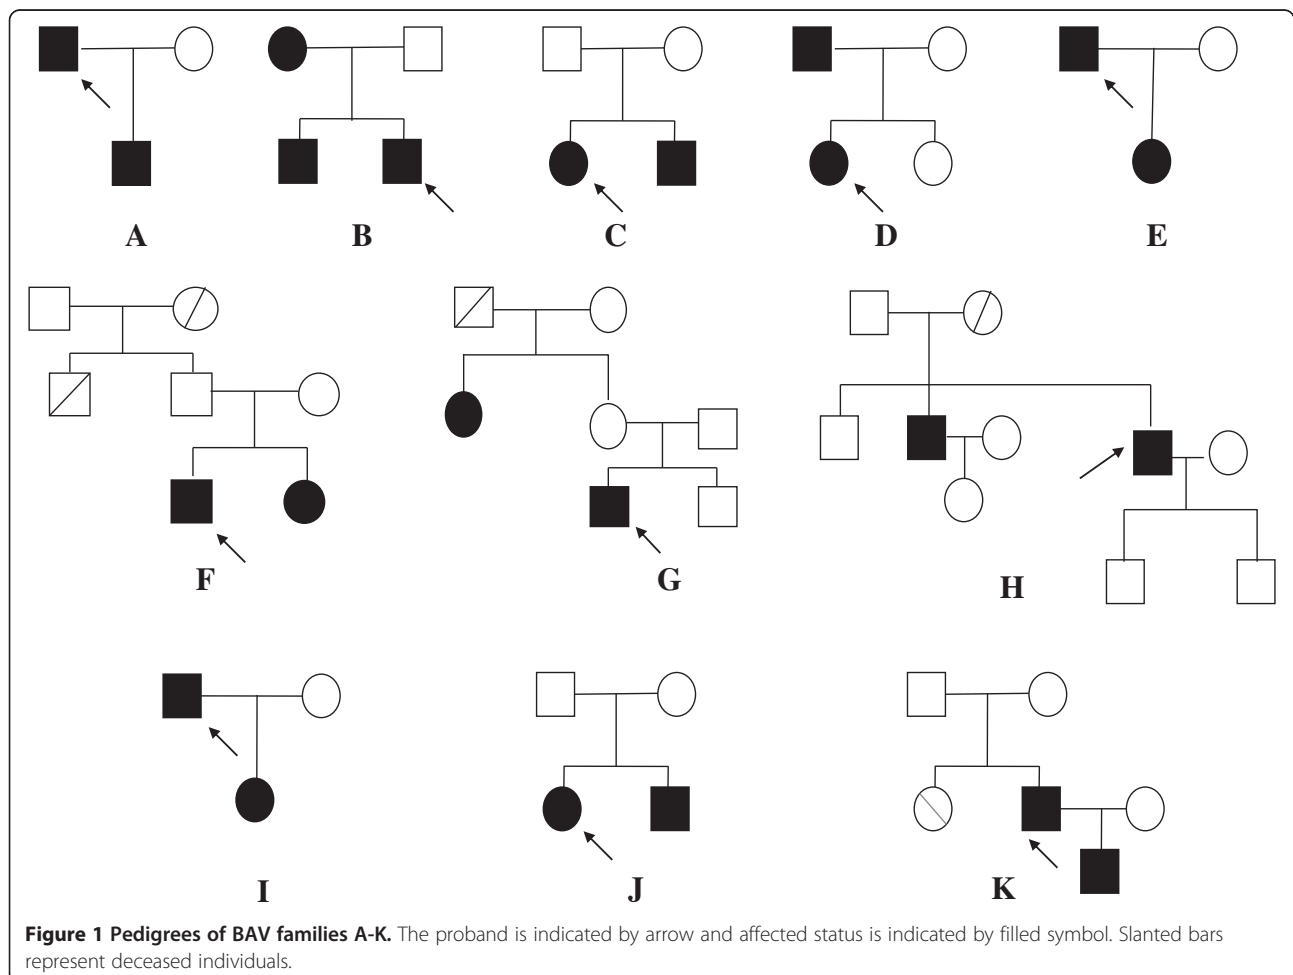 A B C D E
F G H
I J K
Figure 1 Pedigrees of BAV families A-K. The proband is indicated by arrow and affected status is indicated by filled symbol. Slanted bars
represent deceased individuals.